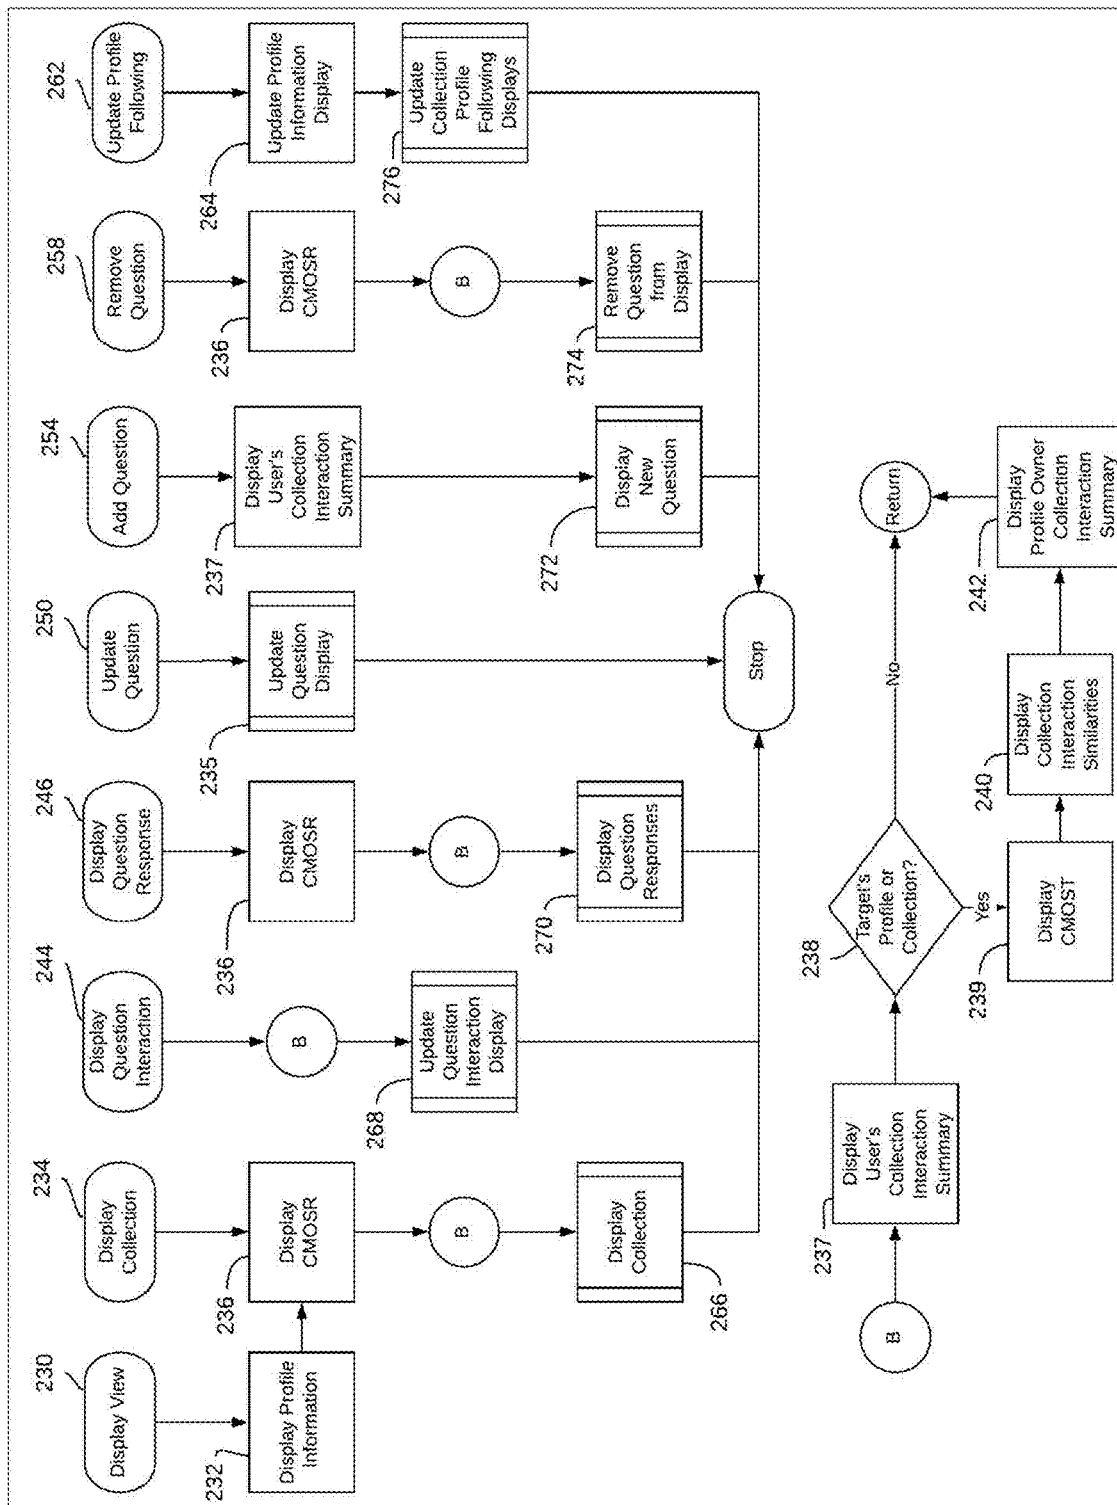 230
Display View
232
Display Profile
Information
234
Display
Collection
236
Display
CMOSR
B
Display
Collection
266
244
Display
Question
Interaction
B
268
Update
Question
Interaction
Display
246
Display
Question
Response
236
Display
CMOSR
B
270
Display
Question
Responses
250
Update
Question
235
Update
Question
Display
254
Add Question
237
Display
User's
Collection
Interaction
Summary
272
Display
New
Question
258
Remove
Question
236
Display
CMOSR
B
274
Remove
Question
from
Display
262
Update Profile
Following
264
Update Profile
Information
Display
276
Update
Collection
Profile
Following
Displays
Stop
B
237
Display
User's
Collection
Interaction
Summary
238
Target's
Profile or
Collection?
No
Yes
239
Display
CMOST
240
Display
Collection
Interaction
Similarities
242
Display
Profile Owner
Collection
Interaction
Summary
Return